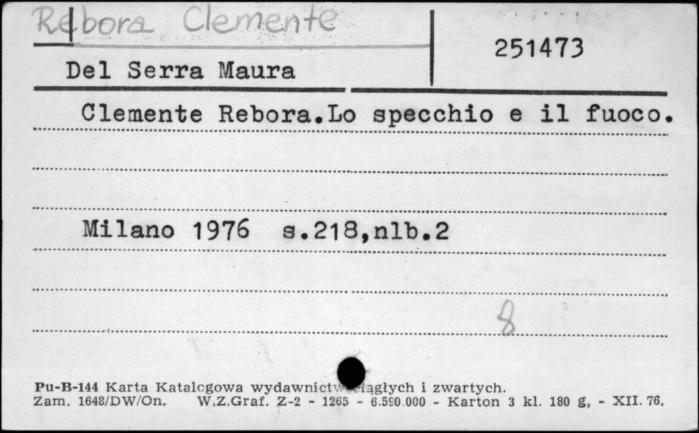 Rebora Clemente
251473
Del Serra Maura
Clemente Rebora.Lo specchio e il fuoco.
Milano 1976 s.218,nlb.2
8
Pu-B-144 Karta Katalogowa wydawnictw ciągłych i zwartych.
Zam. 1648/DW/On. W.Z.Graf. Z-2 - 1265 - 6.590.000 - Karton 3 kl. 180 g, - XII. 76.